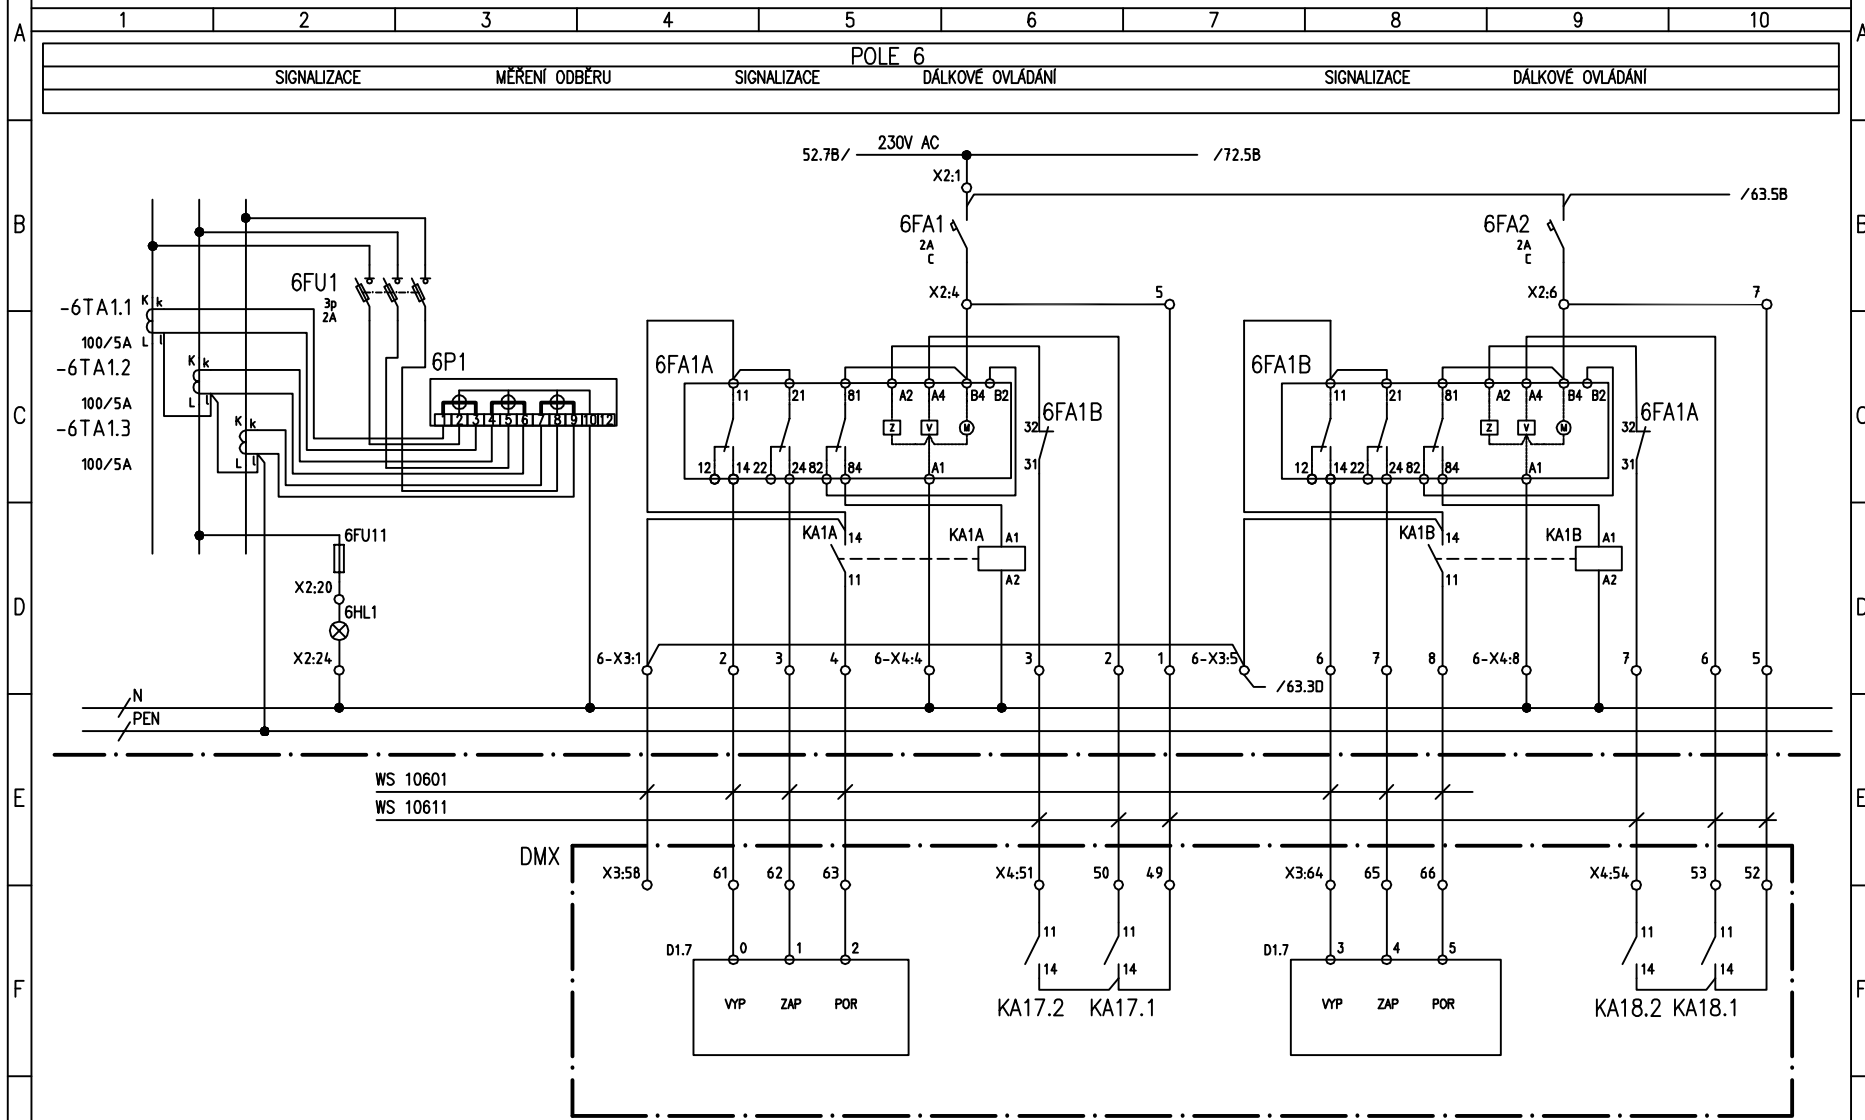 1 2 3 4 5 6 7 8 9 10
A A
POLE 6
SIGNALIZACE MĚŘENÍ ODBĚRU SIGNALIZACE DÁLKOVÉ OVLÁDÁNÍ SIGNALIZACE DÁLKOVÉ OVLÁDÁNÍ
52.7B/ 230V AC /72.5B
X2:1
/63.5B
B 6FA1 6FA2 B
2A 2A
C C
6FU1
3p
2A
X2:4 5 X2:6 7
-6TA1.1 K k
100/5A L l
-6TA1.2 K k
100/5A L l
-6TA1.3 K k
100/5A L l
6P1
1 2 3 4 5 6 7 8 9 10 12
6FA1A 6FA1B
11 21 81 A2 A4 B4 B2 11 21 81 A2 A4 B4 B2
C 6FA1B 6FA1A C
Z V M 32 Z V M 32
12 14 22 24 82 84 A1 31 12 14 22 24 82 84 A1 31
6FU11 KA1A 14 KA1A A1 KA1B 14 KA1B A1
11 A2 11 A2
X2:20
D 6HL1 D
X2:24 6-X3:1 2 3 4 6-X4:4 3 2 1 6-X3:5 6 7 8 6-X4:8 7 6 5
/63.3D
N
PEN
WS 10601
E E
WS 10611
DMX
X3:58 61 62 63 X4:51 50 49 X3:64 65 66 X4:54 53 52
11 11 11 11
D1.7 0 1 2 D1.7 3 4 5
14 14 14 14
F F
VYP ZAP POR KA17.2 KA17.1 VYP ZAP POR KA18.2 KA18.1